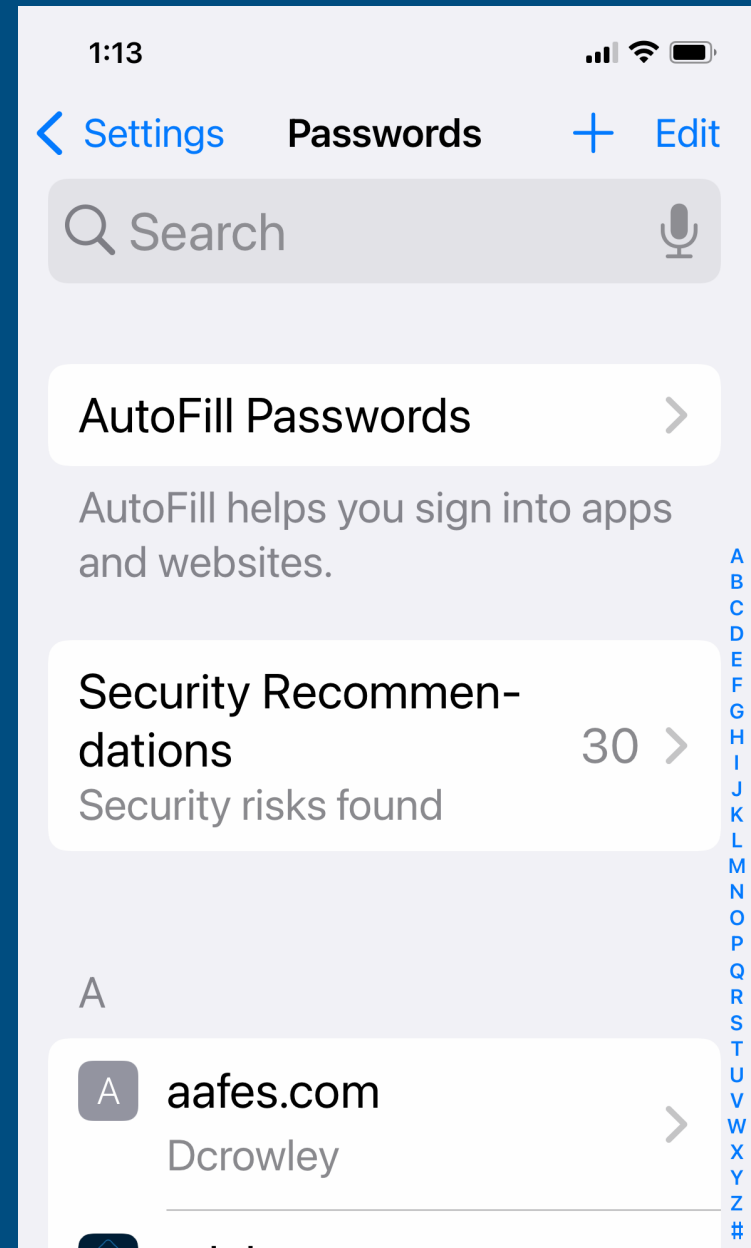 1:13
Settings Passwords + Edit
Search
AutoFill Passwords
AutoFill helps you sign into apps
and websites.
Security Recommen-
dations
30
Security risks found
A
A aafes.com
Dcrowley
A
B
C
D
E
F
G
H
I
J
K
L
M
N
O
P
Q
R
S
T
U
V
W
X
Y
Z
#